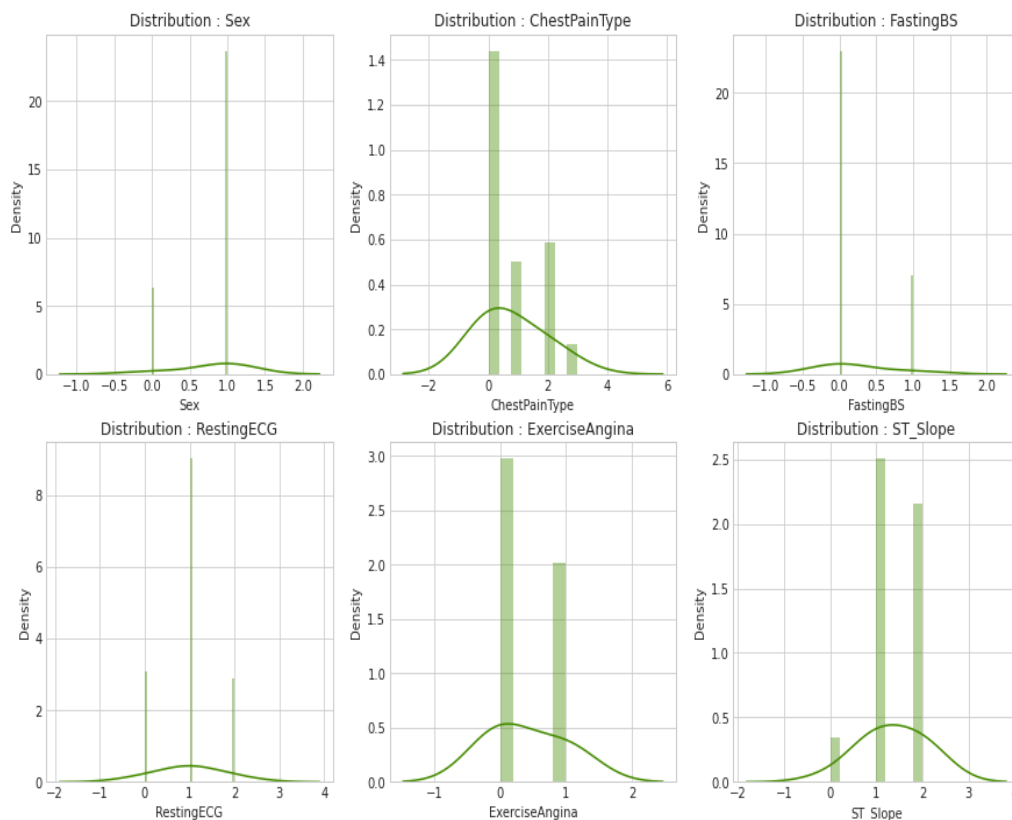 Distribution : Sex
Density
20
15
10
5
0
-1.0 -0.5 0.0 0.5 1.0 1.5 2.0
Sex
Distribution : ChestPainType
Density
1.4
1.2
1.0
0.8
0.6
0.4
0.2
0.0
−2 0 2 4 6
ChestPainType
Distribution : FastingBS
Density
20
15
10
5
0
−1.0 −0.5 0.0 0.5 1.0 1.5 2.0
FastingBS
Distribution : RestingECG
Density
8
6
4
2
0
−2 −1 0 1 2 3 4
RestingECG
Distribution : ExerciseAngina
Density
3.0
2.5
2.0
1.5
1.0
0.5
0.0
−1 0 1 2
ExerciseAngina
Distribution : ST_Slope
Density
2.5
2.0
1.5
1.0
0.5
0.0
−2 −1 0 1 2 3
ST_Slope